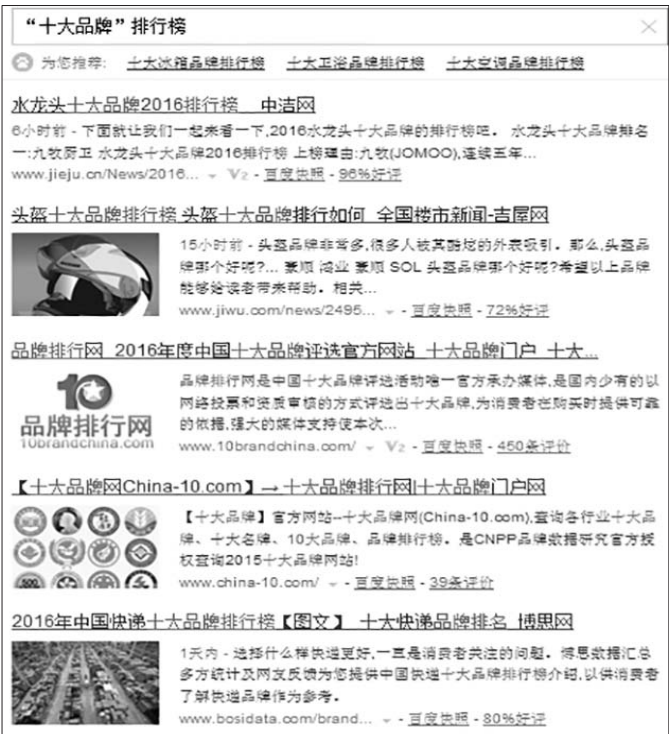 “十大品牌”排行榜
为您推荐: 十大冰箱品牌排行榜 十大卫浴品牌排行榜 十大空调品牌排行榜
水龙头十大品牌2016排行榜__中洁网
6小时前 - 下面就让我们一起来看一下,2016水龙头十大品牌的排行榜吧。 水龙头十大品牌排名
一:九牧厨卫 水龙头十大品牌2016排行榜 上榜理由:九牧(JOMOO),连续五年...
www.jieju.cn/News/2016... - V2 - 百度快照 - 96%好评
头盔十大品牌排行榜_头盔十大品牌排行如何_全国楼市新闻-吉屋网
15小时前 - 头盔品牌非常多,很多人被其酷炫的外表吸引。那么,头盔品
牌哪个好呢?... 豪顺 鸿业 豪顺 SOL 头盔品牌哪个好呢?希望以上品牌
能够给读者带来帮助。相关...
www.jiwu.com/news/2495... - 百度快照 - 72%好评
品牌排行网_2016年度中国十大品牌评选官方网站_十大品牌门户_十大...
10
品牌排行网
10brandchina.com
品牌排行网是中国十大品牌评选活动唯一官方承办媒体,是国内少有的以
网络投票和资质审核的方式评选出十大品牌,为消费者在购买时提供可靠
的依据,强大的媒体支持使本次...
www.10brandchina.com/ - V2 - 百度快照 - 450条评价
【十大品牌网China-10.com】→十大品牌排行网|十大品牌门户网
【十大品牌】官方网站--十大品牌网(China-10.com),查询各行业十大品
牌、十大名牌、10大品牌、品牌排行榜。是CNPP品牌数据研究官方授
权查询2015十大品牌网站!
www.china-10.com/ - 百度快照 - 39条评价
2016年中国快递十大品牌排行榜【图文】_十大快递品牌排名_博思网
1天内 - 选择什么样快递更好,一直是消费者关注的问题。博思数据汇总
多方统计及网友反馈为您提供中国快递十大品牌排行榜介绍,以供消费者
了解快递品牌作为参考。
www.bosidata.com/brand... - 百度快照 - 80%好评